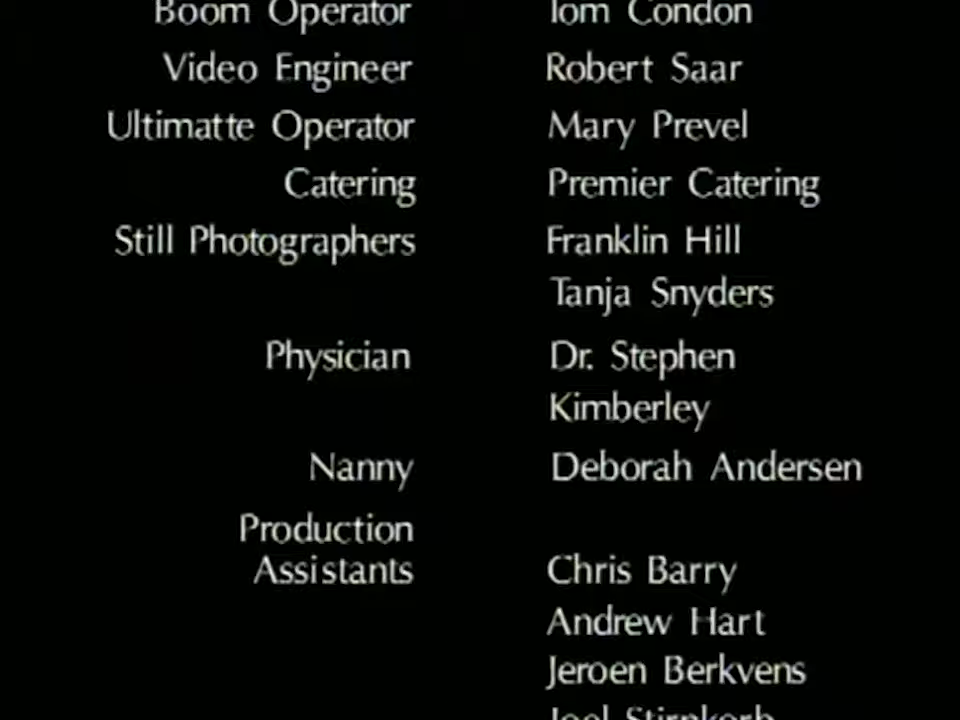 Boom Operator Tom Condon
Video Engineer Robert Saar
Ultimatte Operator Mary Prevel
Catering Premier Catering
Still Photographers Franklin Hill
Tanja Snyders
Physician Dr. Stephen
Kimberley
Nanny Deborah Andersen
Production
Assistants Chris Barry
Andrew Hart
Jeroen Berkvens
Joel